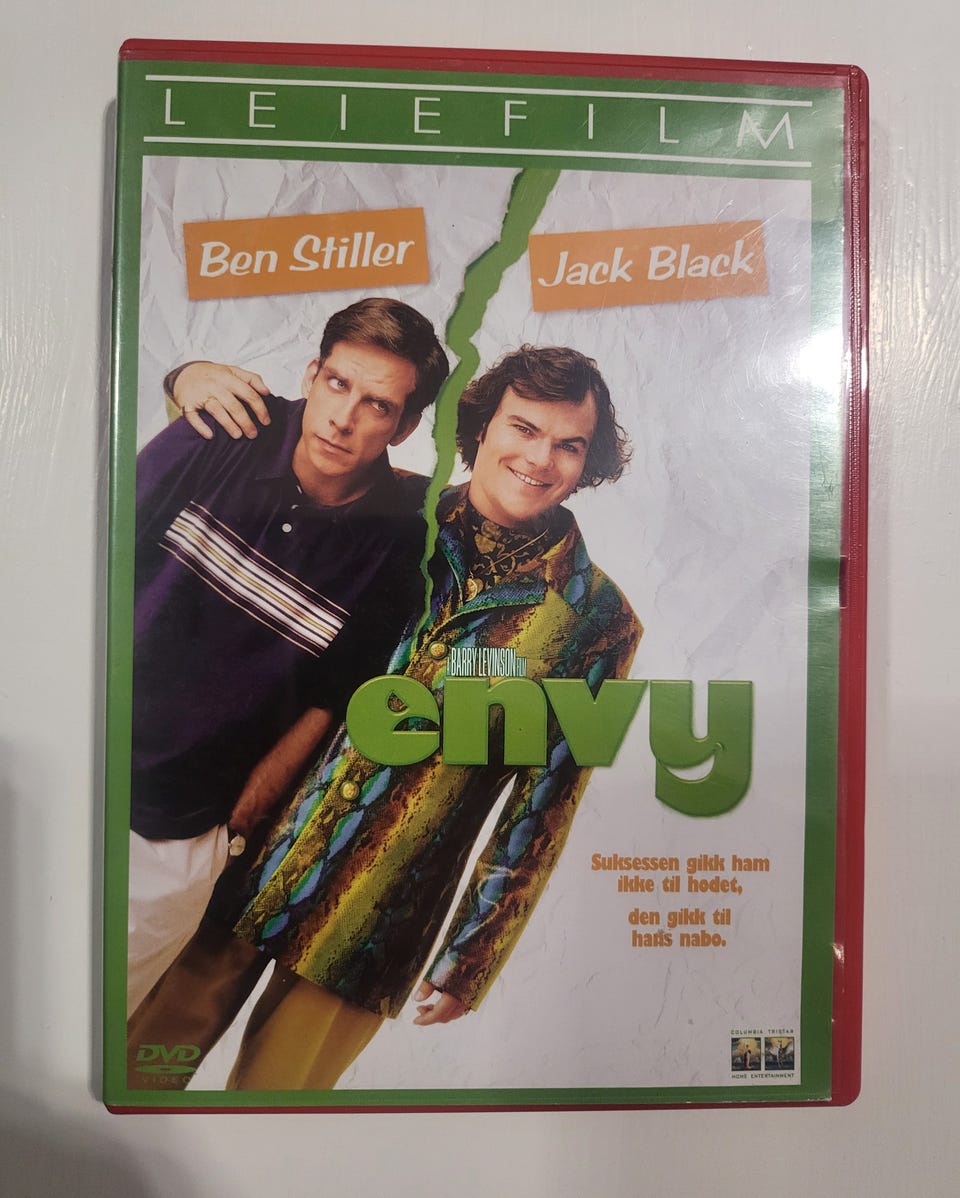 LEIEFILM
Ben Stiller
Jack Black
A BARRY LEVINSON FILM
envy
Suksessen gikk ham
ikke til hodet,
den gikk til
hans nabo.
DVD
VIDEO
COLUMBIA TRISTAR
HOME ENTERTAINMENT